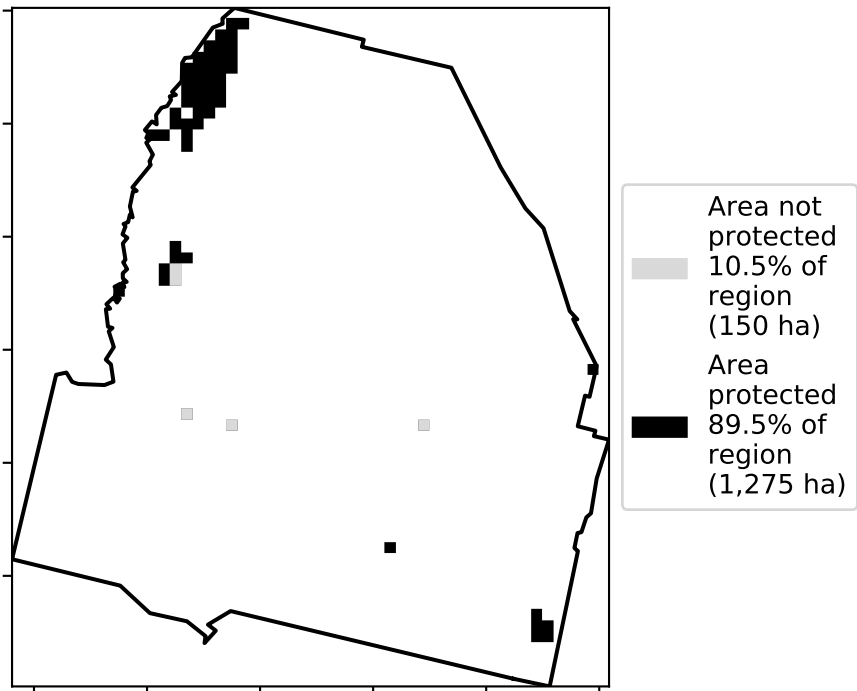 Area not
protected
10.5% of
region
(150 ha)
Area
protected
89.5% of
region
(1,275 ha)